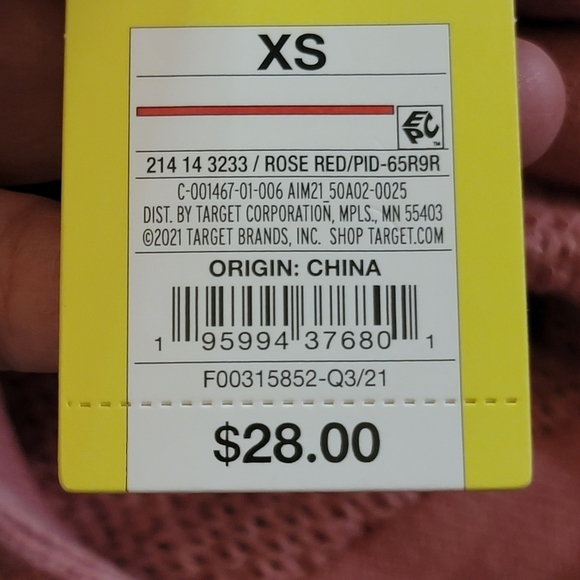 XS
EPC
TM
214 14 3233 / ROSE RED/PID-65R9R
C-001467-01-006 AIM21_50A02-0025
DIST. BY TARGET CORPORATION, MPLS., MN 55403
©2021 TARGET BRANDS, INC. SHOP TARGET.COM
ORIGIN: CHINA
1 95994 37680 1
F00315852-Q3/21
$28.00